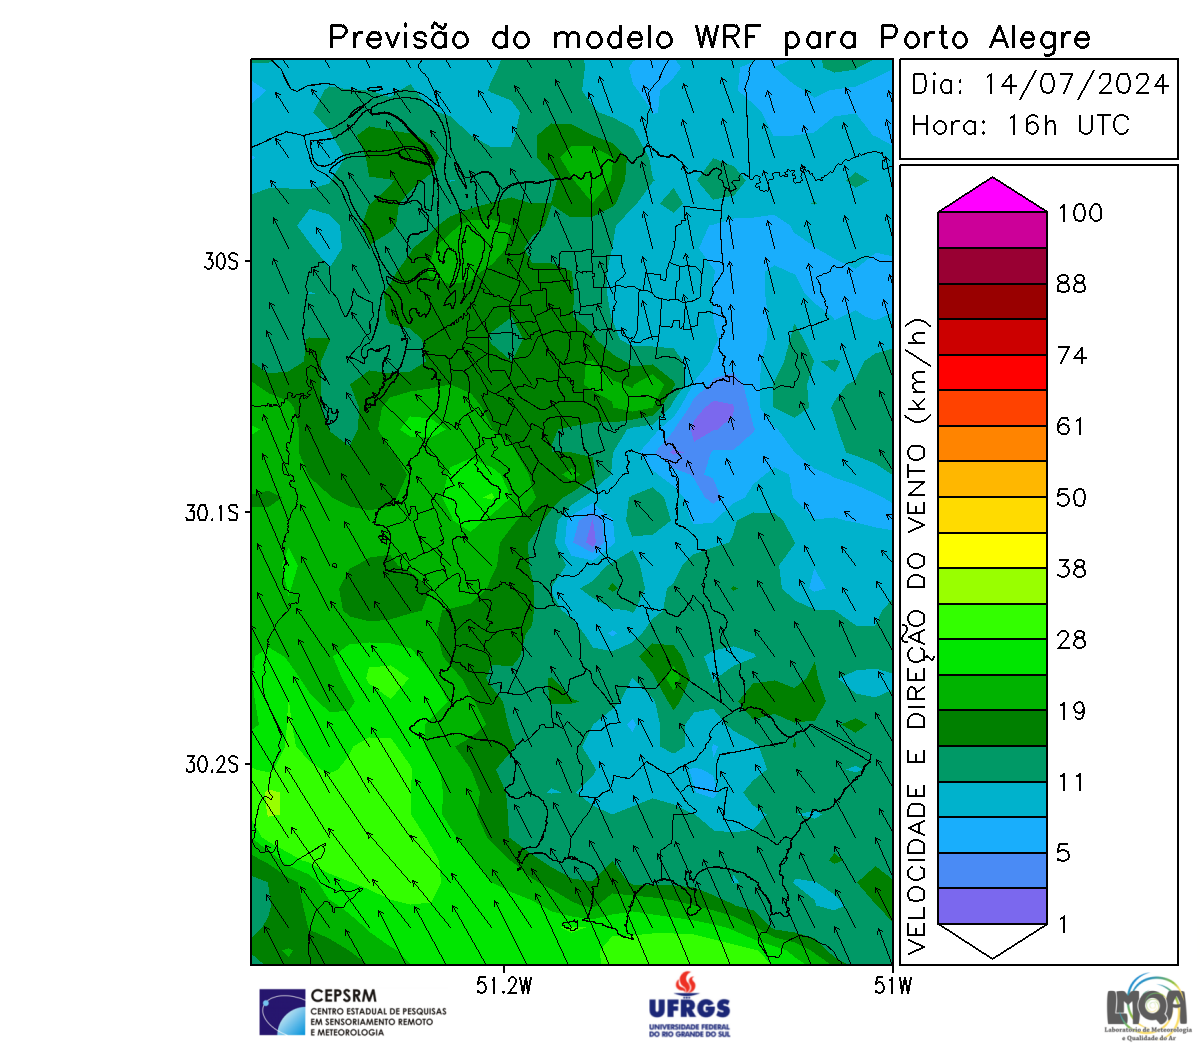 Previsão do modelo WRF para Porto Alegre
Dia: 14/07/2024
Hora: 16h UTC
30S
30.1S
30.2S
51.2W
51W
VELOCIDADE E DIREÇÃO DO VENTO (km/h)
100
88
74
61
50
38
28
19
11
5
1
CEPSRM
CENTRO ESTADUAL DE PESQUISAS
EM SENSORIAMENTO REMOTO
E METEOROLOGIA
UFRGS
UNIVERSIDADE FEDERAL
DO RIO GRANDE DO SUL
LMQA
Laboratório de Meteorologia
e Qualidade do Ar